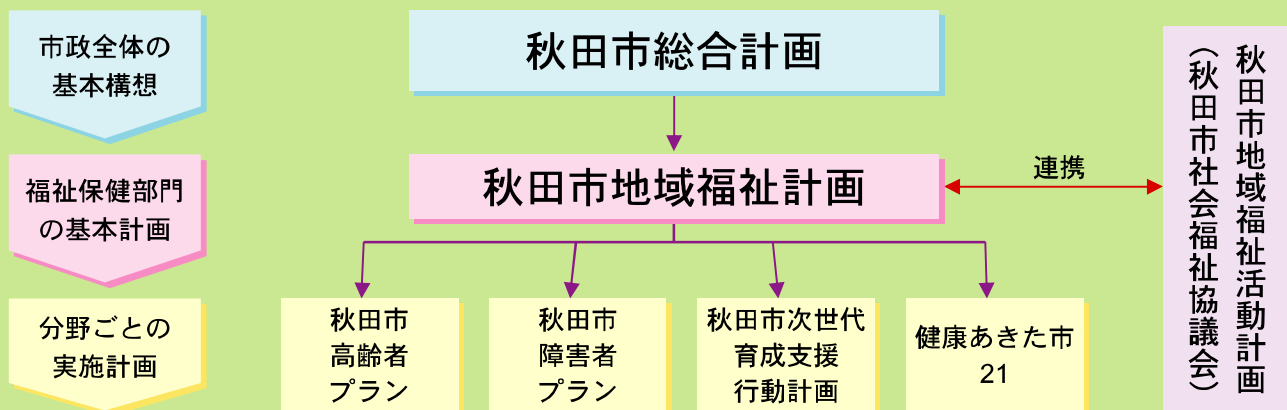 市政全体の
基本構想
秋田市総合計画
福祉保健部門
の基本計画
秋田市地域福祉計画
連携
秋田市地域福祉活動計画
（秋田市社会福祉協議会）
分野ごとの
実施計画
秋田市
高齢者
プラン
秋田市
障害者
プラン
秋田市次世代
育成支援
行動計画
健康あきた市
21